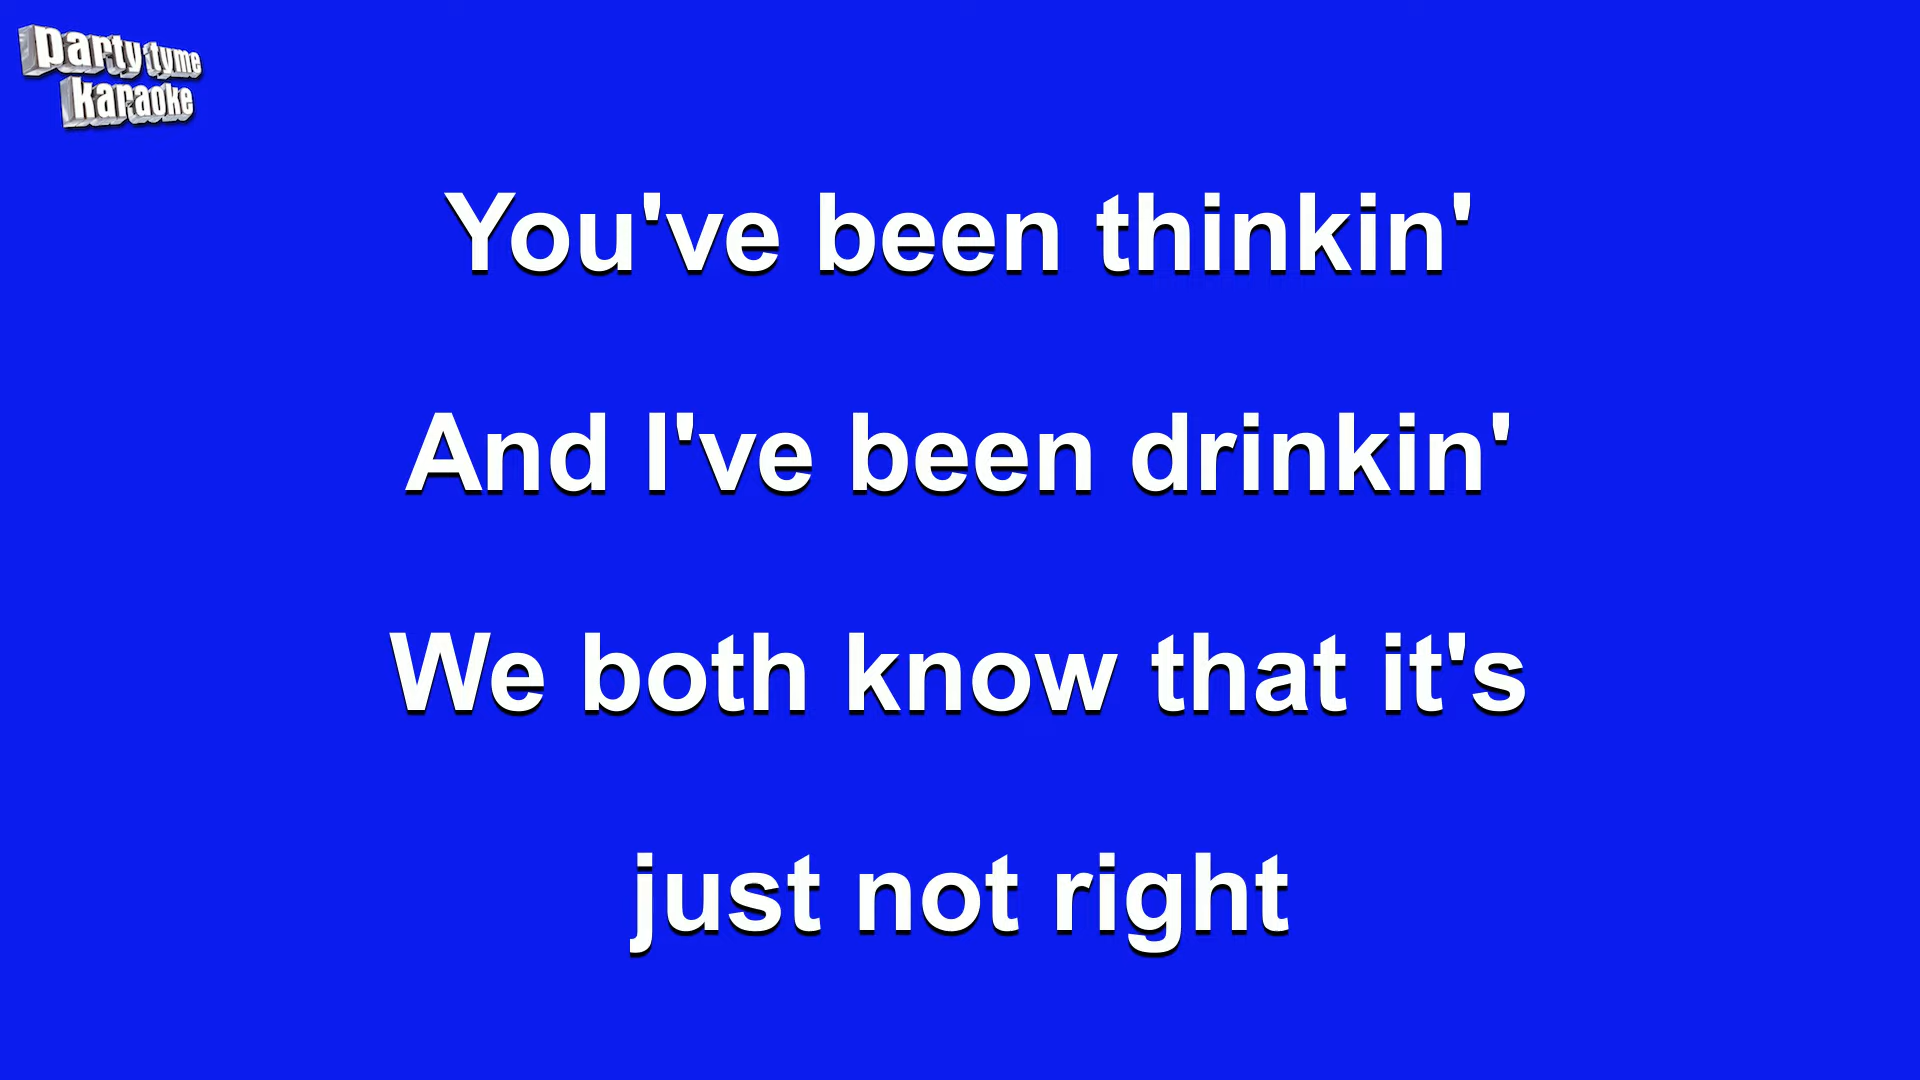 party tyme
karaoke
You've been thinkin'
And I've been drinkin'
We both know that it's
just not right